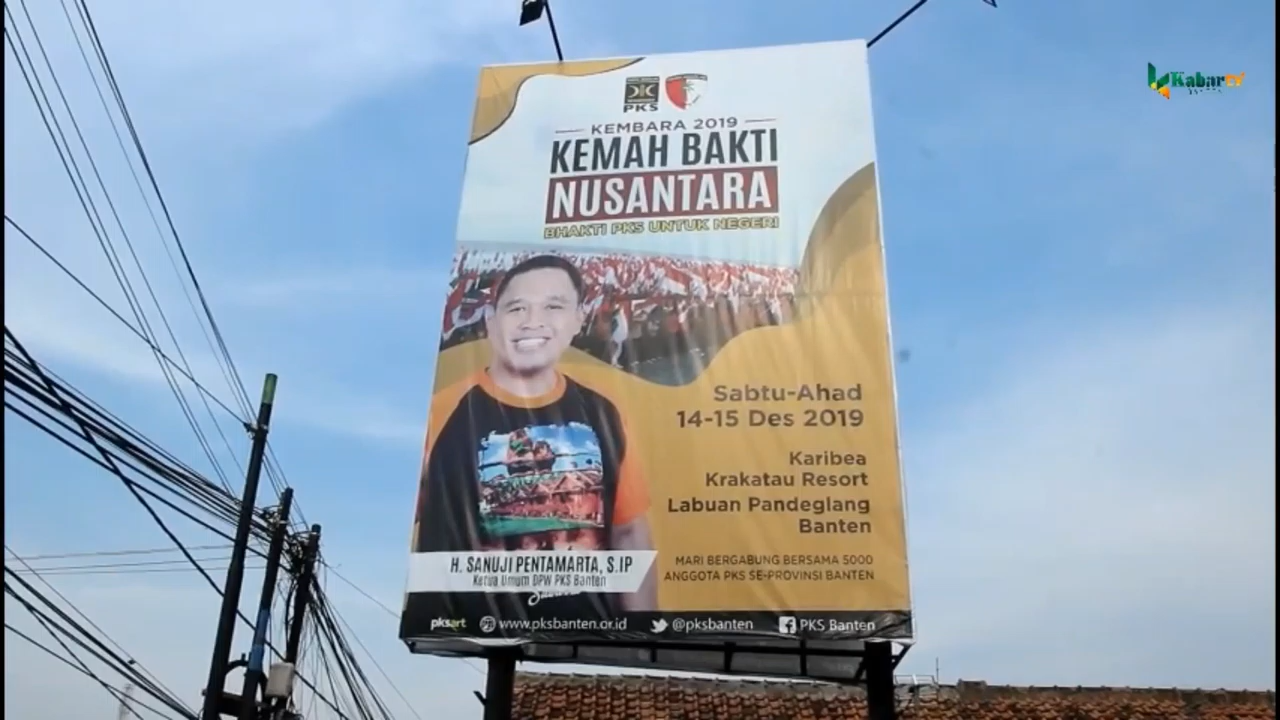 Kabar tv
PKS
KEMBARA 2019
KEMAH BAKTI
NUSANTARA
BHAKTI PKS UNTUK NEGERI
Sabtu-Ahad
14-15 Des 2019
Karibea
Krakatau Resort
Labuan Pandeglang
Banten
MARI BERGABUNG BERSAMA 5000
ANGGOTA PKS SE-PROVINSI BANTEN
H. SANUJI PENTAMARTA, S.IP
Ketua Umum DPW PKS Banten
pksart www.pksbanten.or.id @pksbanten PKS Banten